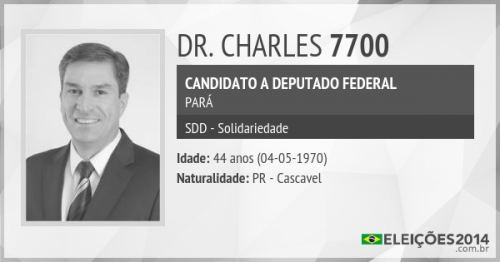 DR. CHARLES 7700
CANDIDATO A DEPUTADO FEDERAL
PARÁ
SDD - Solidariedade
Idade: 44 anos (04-05-1970)
Naturalidade: PR - Cascavel
ELEIÇÕES2014
.com.br